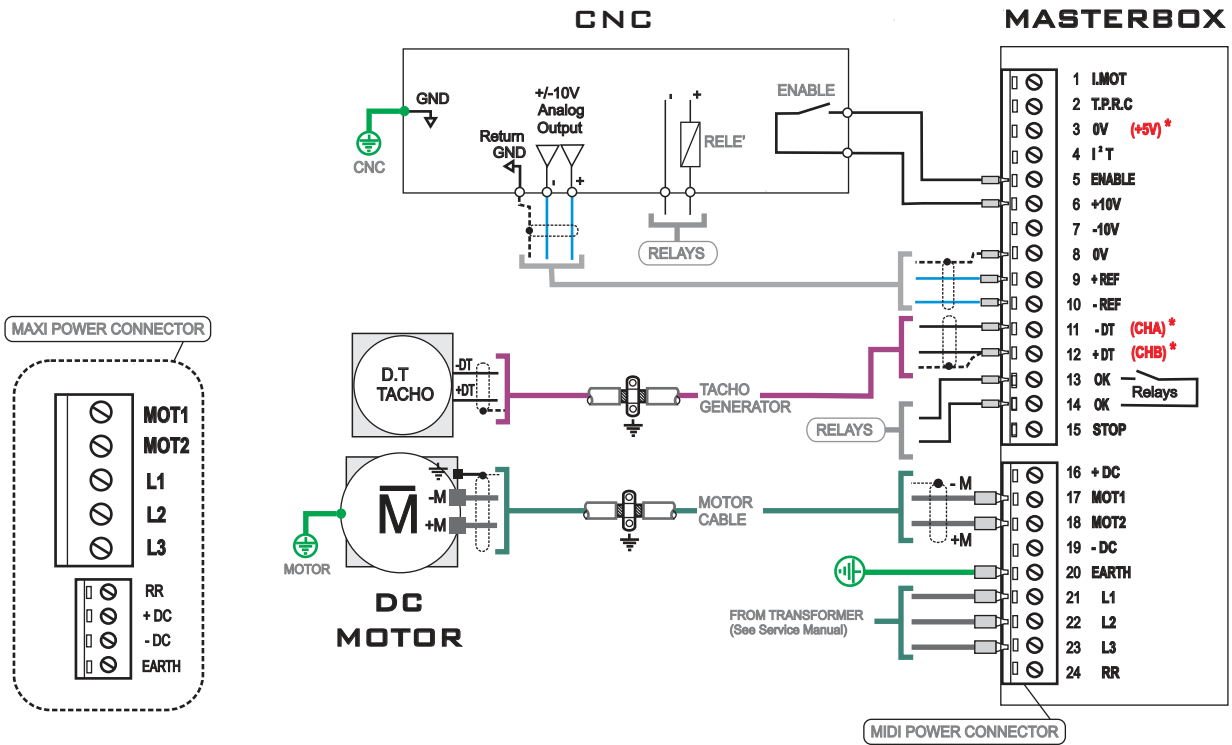 CNC
MASTERBOX
GND
CNC
+/-10V
Analog
Output
Return
GND
-
+
-
+
RELE'
ENABLE
RELAYS
1 I.MOT
2 T.P.R.C
3 0V (+5V) *
4 I² T
5 ENABLE
6 +10V
7 -10V
8 0V
9 +REF
10 -REF
11 -DT (CHA) *
12 +DT (CHB) *
13 OK
Relays
14 OK
15 STOP
RELAYS
D.T
TACHO
-DT
+DT
TACHO
GENERATOR
M
-M
+M
MOTOR
DC
MOTOR
MOTOR
CABLE
- M
+M
16 + DC
17 MOT1
18 MOT2
19 - DC
20 EARTH
21 L1
22 L2
23 L3
24 RR
FROM TRANSFORMER
(See Service Manual)
MIDI POWER CONNECTOR
MAXI POWER CONNECTOR
MOT1
MOT2
L1
L2
L3
RR
+ DC
- DC
EARTH